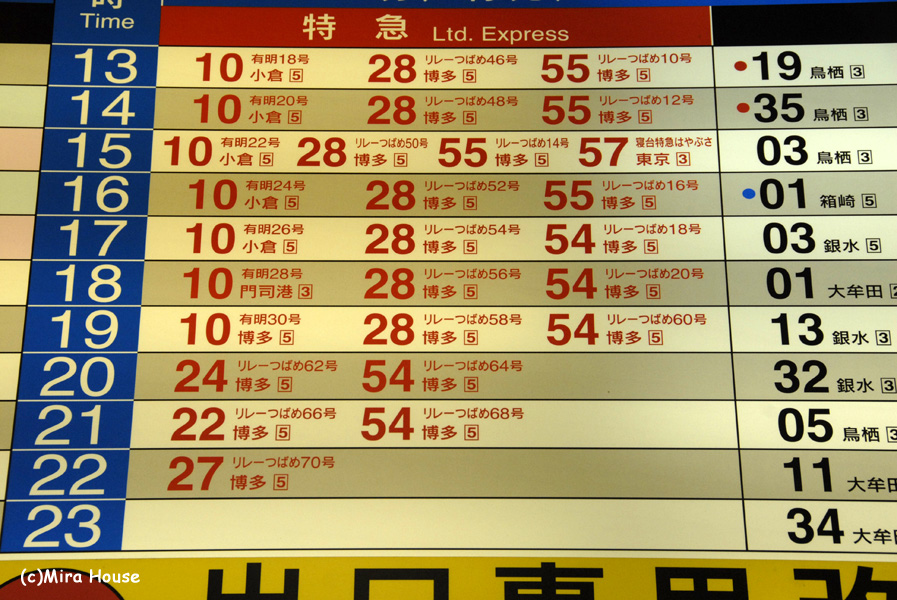 時
Time
特 急 Ltd. Express
13 10 有明18号 小倉 5 28 リレーつばめ46号 博多 5 55 リレーつばめ10号 博多 5 19 鳥栖 3
14 10 有明20号 小倉 5 28 リレーつばめ48号 博多 5 55 リレーつばめ12号 博多 5 35 鳥栖 3
15 10 有明22号 小倉 5 28 リレーつばめ50号 博多 5 55 リレーつばめ14号 博多 5 57 寝台特急はやぶさ 東京 3 03 鳥栖 3
16 10 有明24号 小倉 5 28 リレーつばめ52号 博多 5 55 リレーつばめ16号 博多 5 01 箱崎 5
17 10 有明26号 小倉 5 28 リレーつばめ54号 博多 5 54 リレーつばめ18号 博多 5 03 銀水 5
18 10 有明28号 門司港 3 28 リレーつばめ56号 博多 5 54 リレーつばめ20号 博多 5 01 大牟田
19 10 有明30号 博多 5 28 リレーつばめ58号 博多 5 54 リレーつばめ60号 博多 5 13 銀水 3
20 24 リレーつばめ62号 博多 5 54 リレーつばめ64号 博多 5 32 銀水 3
21 22 リレーつばめ66号 博多 5 54 リレーつばめ68号 博多 5 05 鳥栖 3
22 27 リレーつばめ70号 博多 5 11 大牟田
23 34 大牟田
出口専用改
(c)Mira House